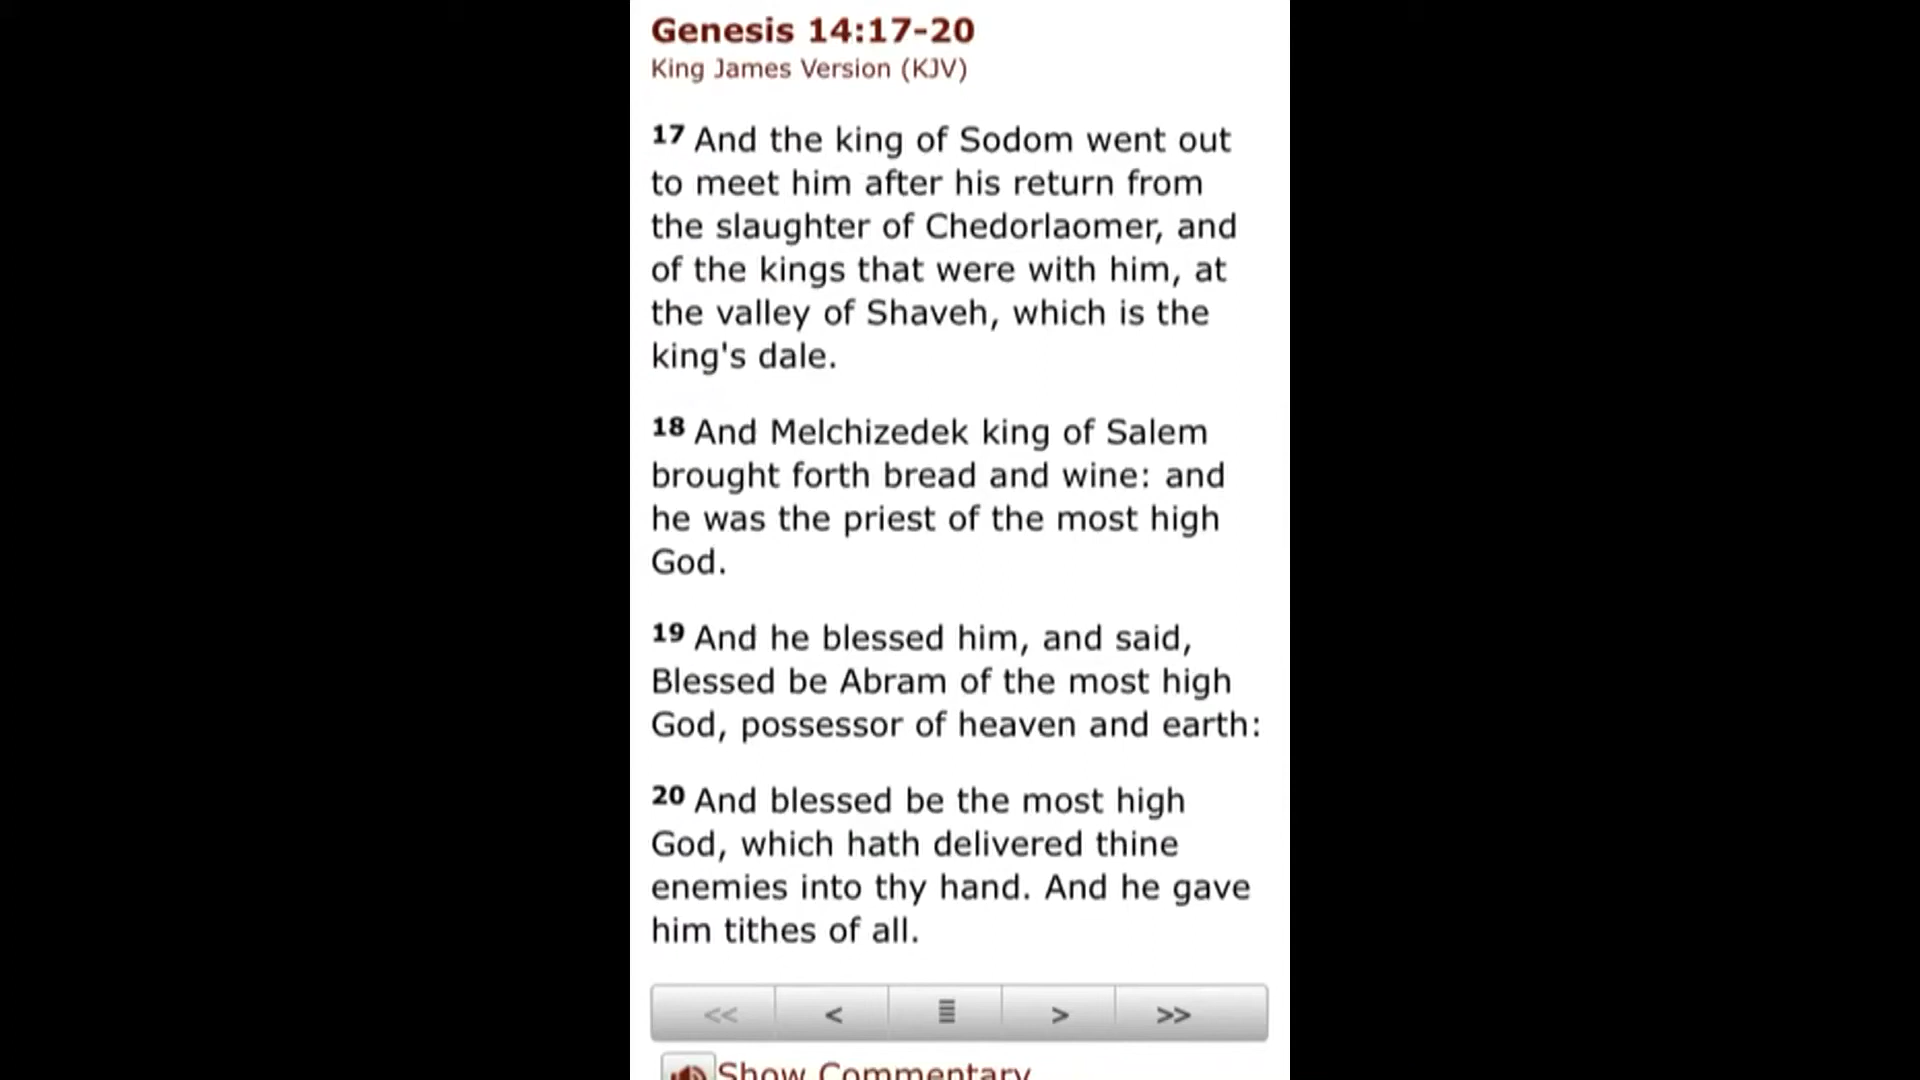 Genesis 14:17-20
King James Version (KJV)
17 And the king of Sodom went out
to meet him after his return from
the slaughter of Chedorlaomer, and
of the kings that were with him, at
the valley of Shaveh, which is the
king's dale.
18 And Melchizedek king of Salem
brought forth bread and wine: and
he was the priest of the most high
God.
19 And he blessed him, and said,
Blessed be Abram of the most high
God, possessor of heaven and earth:
20 And blessed be the most high
God, which hath delivered thine
enemies into thy hand. And he gave
him tithes of all.
<< < > >>
Show Commentary